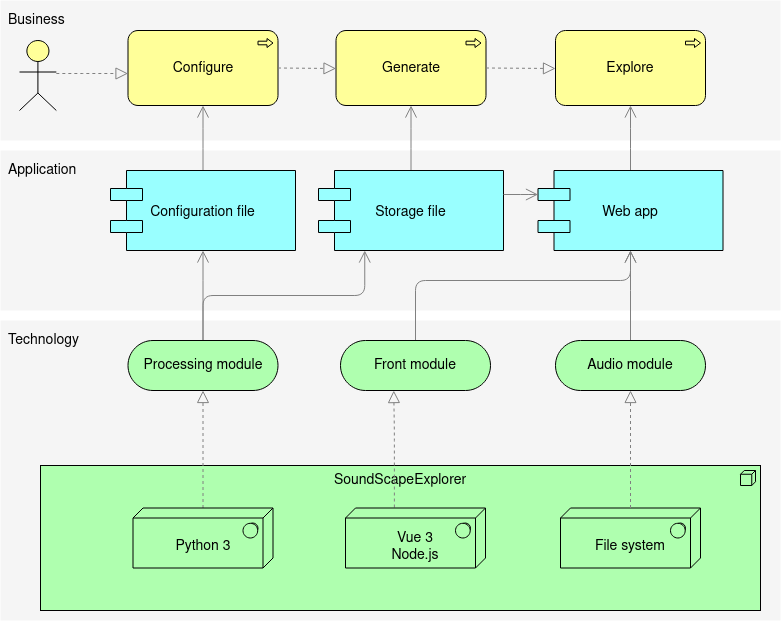 Business
Configure
Generate
Explore
Application
Configuration file
Storage file
Web app
Technology
Processing module
Front module
Audio module
SoundScapeExplorer
Python 3
Vue 3
Node.js
File system